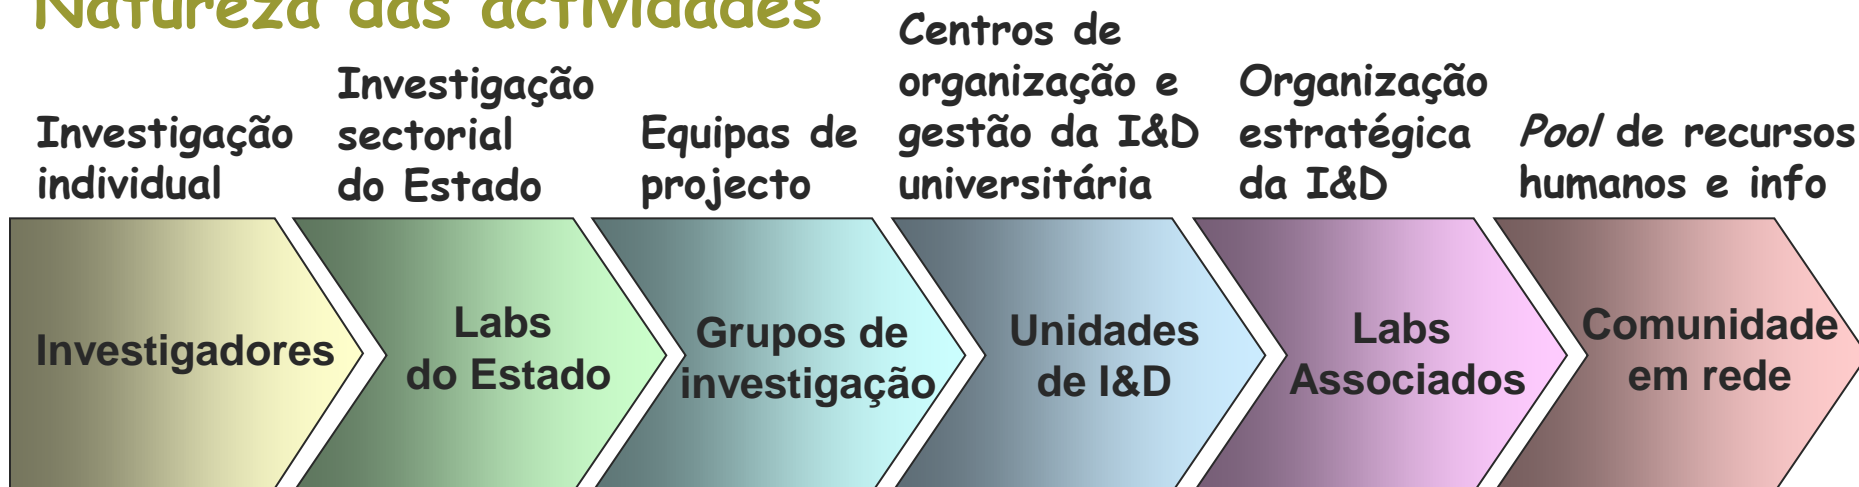 Natureza das actividades
Investigação
individual
Investigação
sectorial
do Estado
Equipas de
projecto
Centros de
organização e
gestão da I&D
universitária
Organização
estratégica
da I&D
Pool de recursos
humanos e info
Investigadores
Labs
do Estado
Grupos de
investigação
Unidades
de I&D
Labs
Associados
Comunidade
em rede